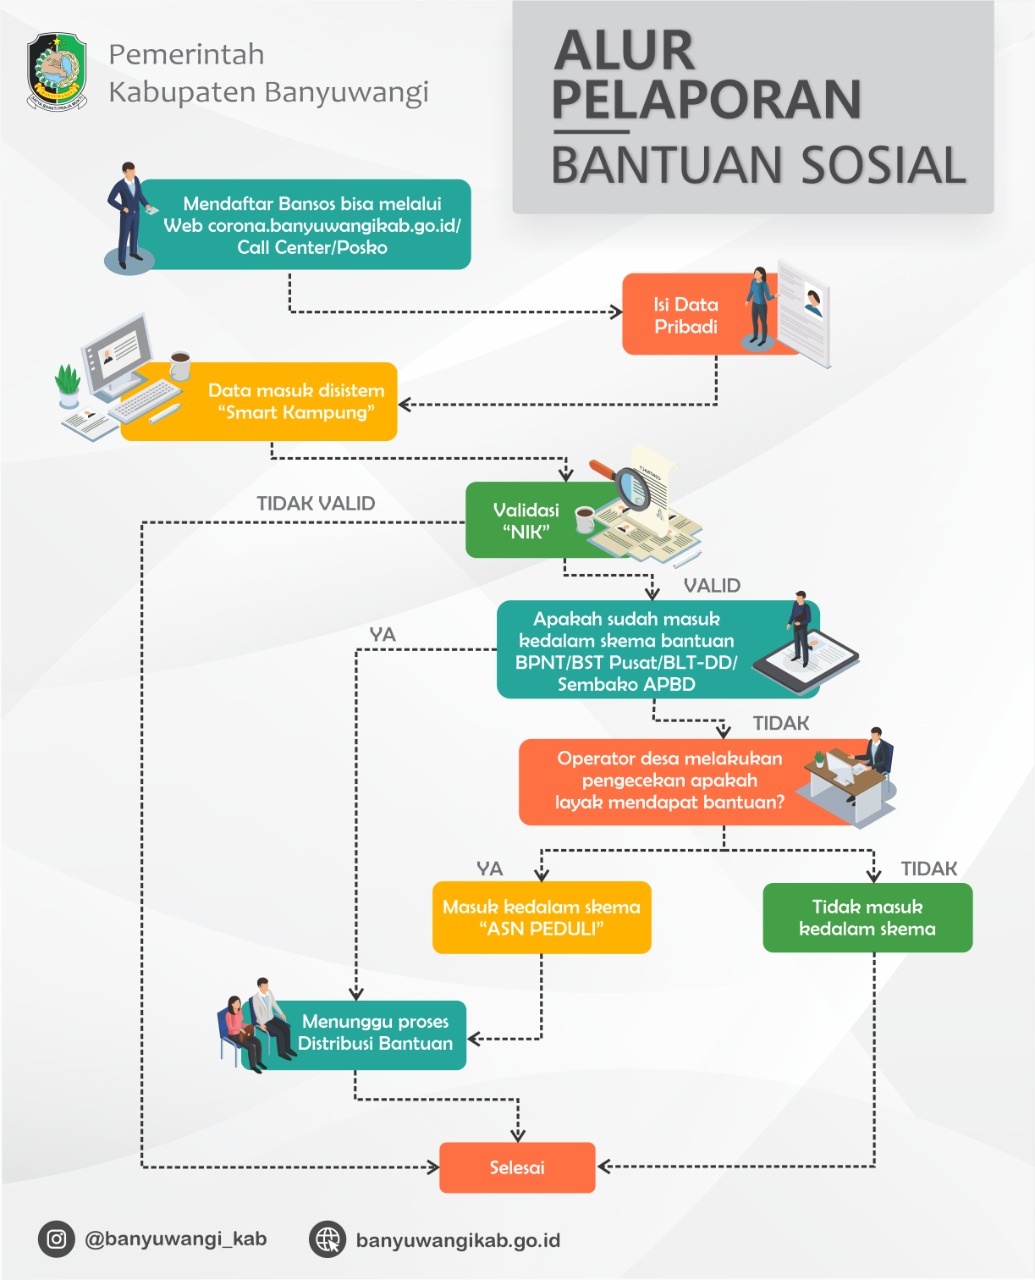 Pemerintah
Kabupaten Banyuwangi
ALUR
PELAPORAN
BANTUAN SOSIAL
Mendaftar Bansos bisa melalui
Web corona.banyuwangikab.go.id/
Call Center/Posko
Isi Data
Pribadi
Data masuk disistem
“Smart Kampung”
Validasi
“NIK”
TIDAK VALID
VALID
Apakah sudah masuk
kedalam skema bantuan
BPNT/BST Pusat/BLT-DD/
Sembako APBD
YA
TIDAK
Operator desa melakukan
pengecekan apakah
layak mendapat bantuan?
YA
TIDAK
Masuk kedalam skema
“ASN PEDULI”
Tidak masuk
kedalam skema
Menunggu proses
Distribusi Bantuan
Selesai
@banyuwangi_kab
banyuwangikab.go.id